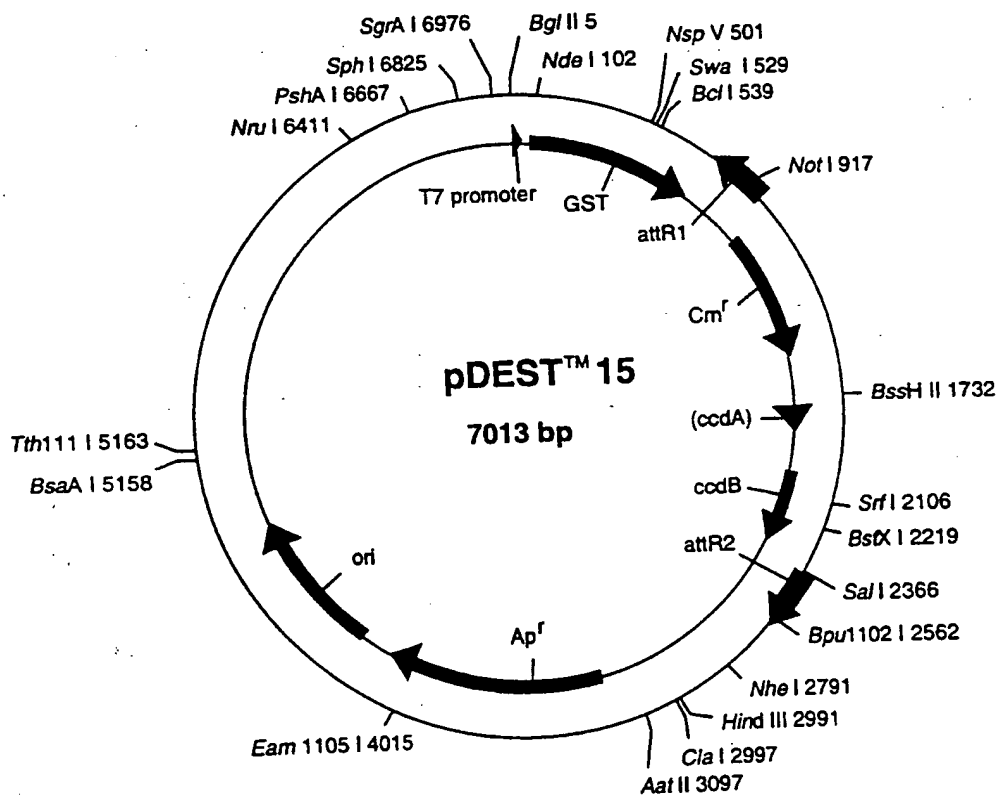 SgrA I 6976
Bgl II 5
Nsp V 501
Sph I 6825
Nde I 102
Swa I 529
PshA I 6667
Bcl I 539
Nru I 6411
Not I 917
T7 promoter
GST
attR1
Cmʳ
pDEST™ 15
7013 bp
BssH II 1732
(ccdA)
Tth111 I 5163
BsaA I 5158
ccdB
Srf I 2106
BstX I 2219
attR2
ori
Sal I 2366
Bpu1102 I 2562
Apʳ
Nhe I 2791
Hind III 2991
Eam 1105 I 4015
Cla I 2997
Aat II 3097